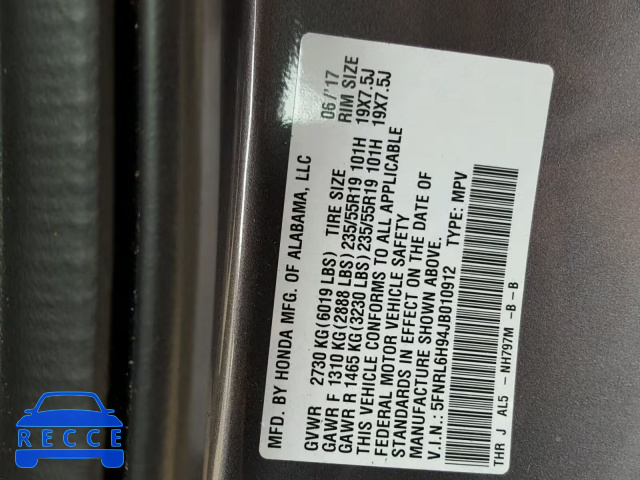 MFD. BY HONDA MFG. OF ALABAMA, LLC 06/'17
GVWR 2730 KG (6019 LBS) TIRE SIZE RIM SIZE
GAWR F 1310 KG (2888 LBS) 235/55R19 101H 19X7.5J
GAWR R 1465 KG (3230 LBS) 235/55R19 101H 19X7.5J
THIS VEHICLE CONFORMS TO ALL APPLICABLE
FEDERAL MOTOR VEHICLE SAFETY
STANDARDS IN EFFECT ON THE DATE OF
MANUFACTURE SHOWN ABOVE.
V.I.N.: 5FNRL6H94JB010912 TYPE: MPV
THR J AL5 - NH797M -B-B
RECCE